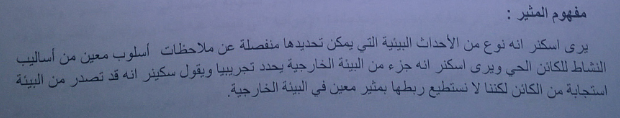 مفهوم المثير :
يرى اسكنر انه نوع من الأحداث البيئية التي يمكن تحديدها منفصلة عن ملاحظات أسلوب معين من أساليب
النشاط للكائن الحي ويرى اسكنر انه جزء من البيئة الخارجية يحدد تجريبيا ويقول سكينر انه قد تصدر من البيئة
استجابة من الكائن لكننا لا نستطيع ربطها بمثير معين في البيئة الخارجية.